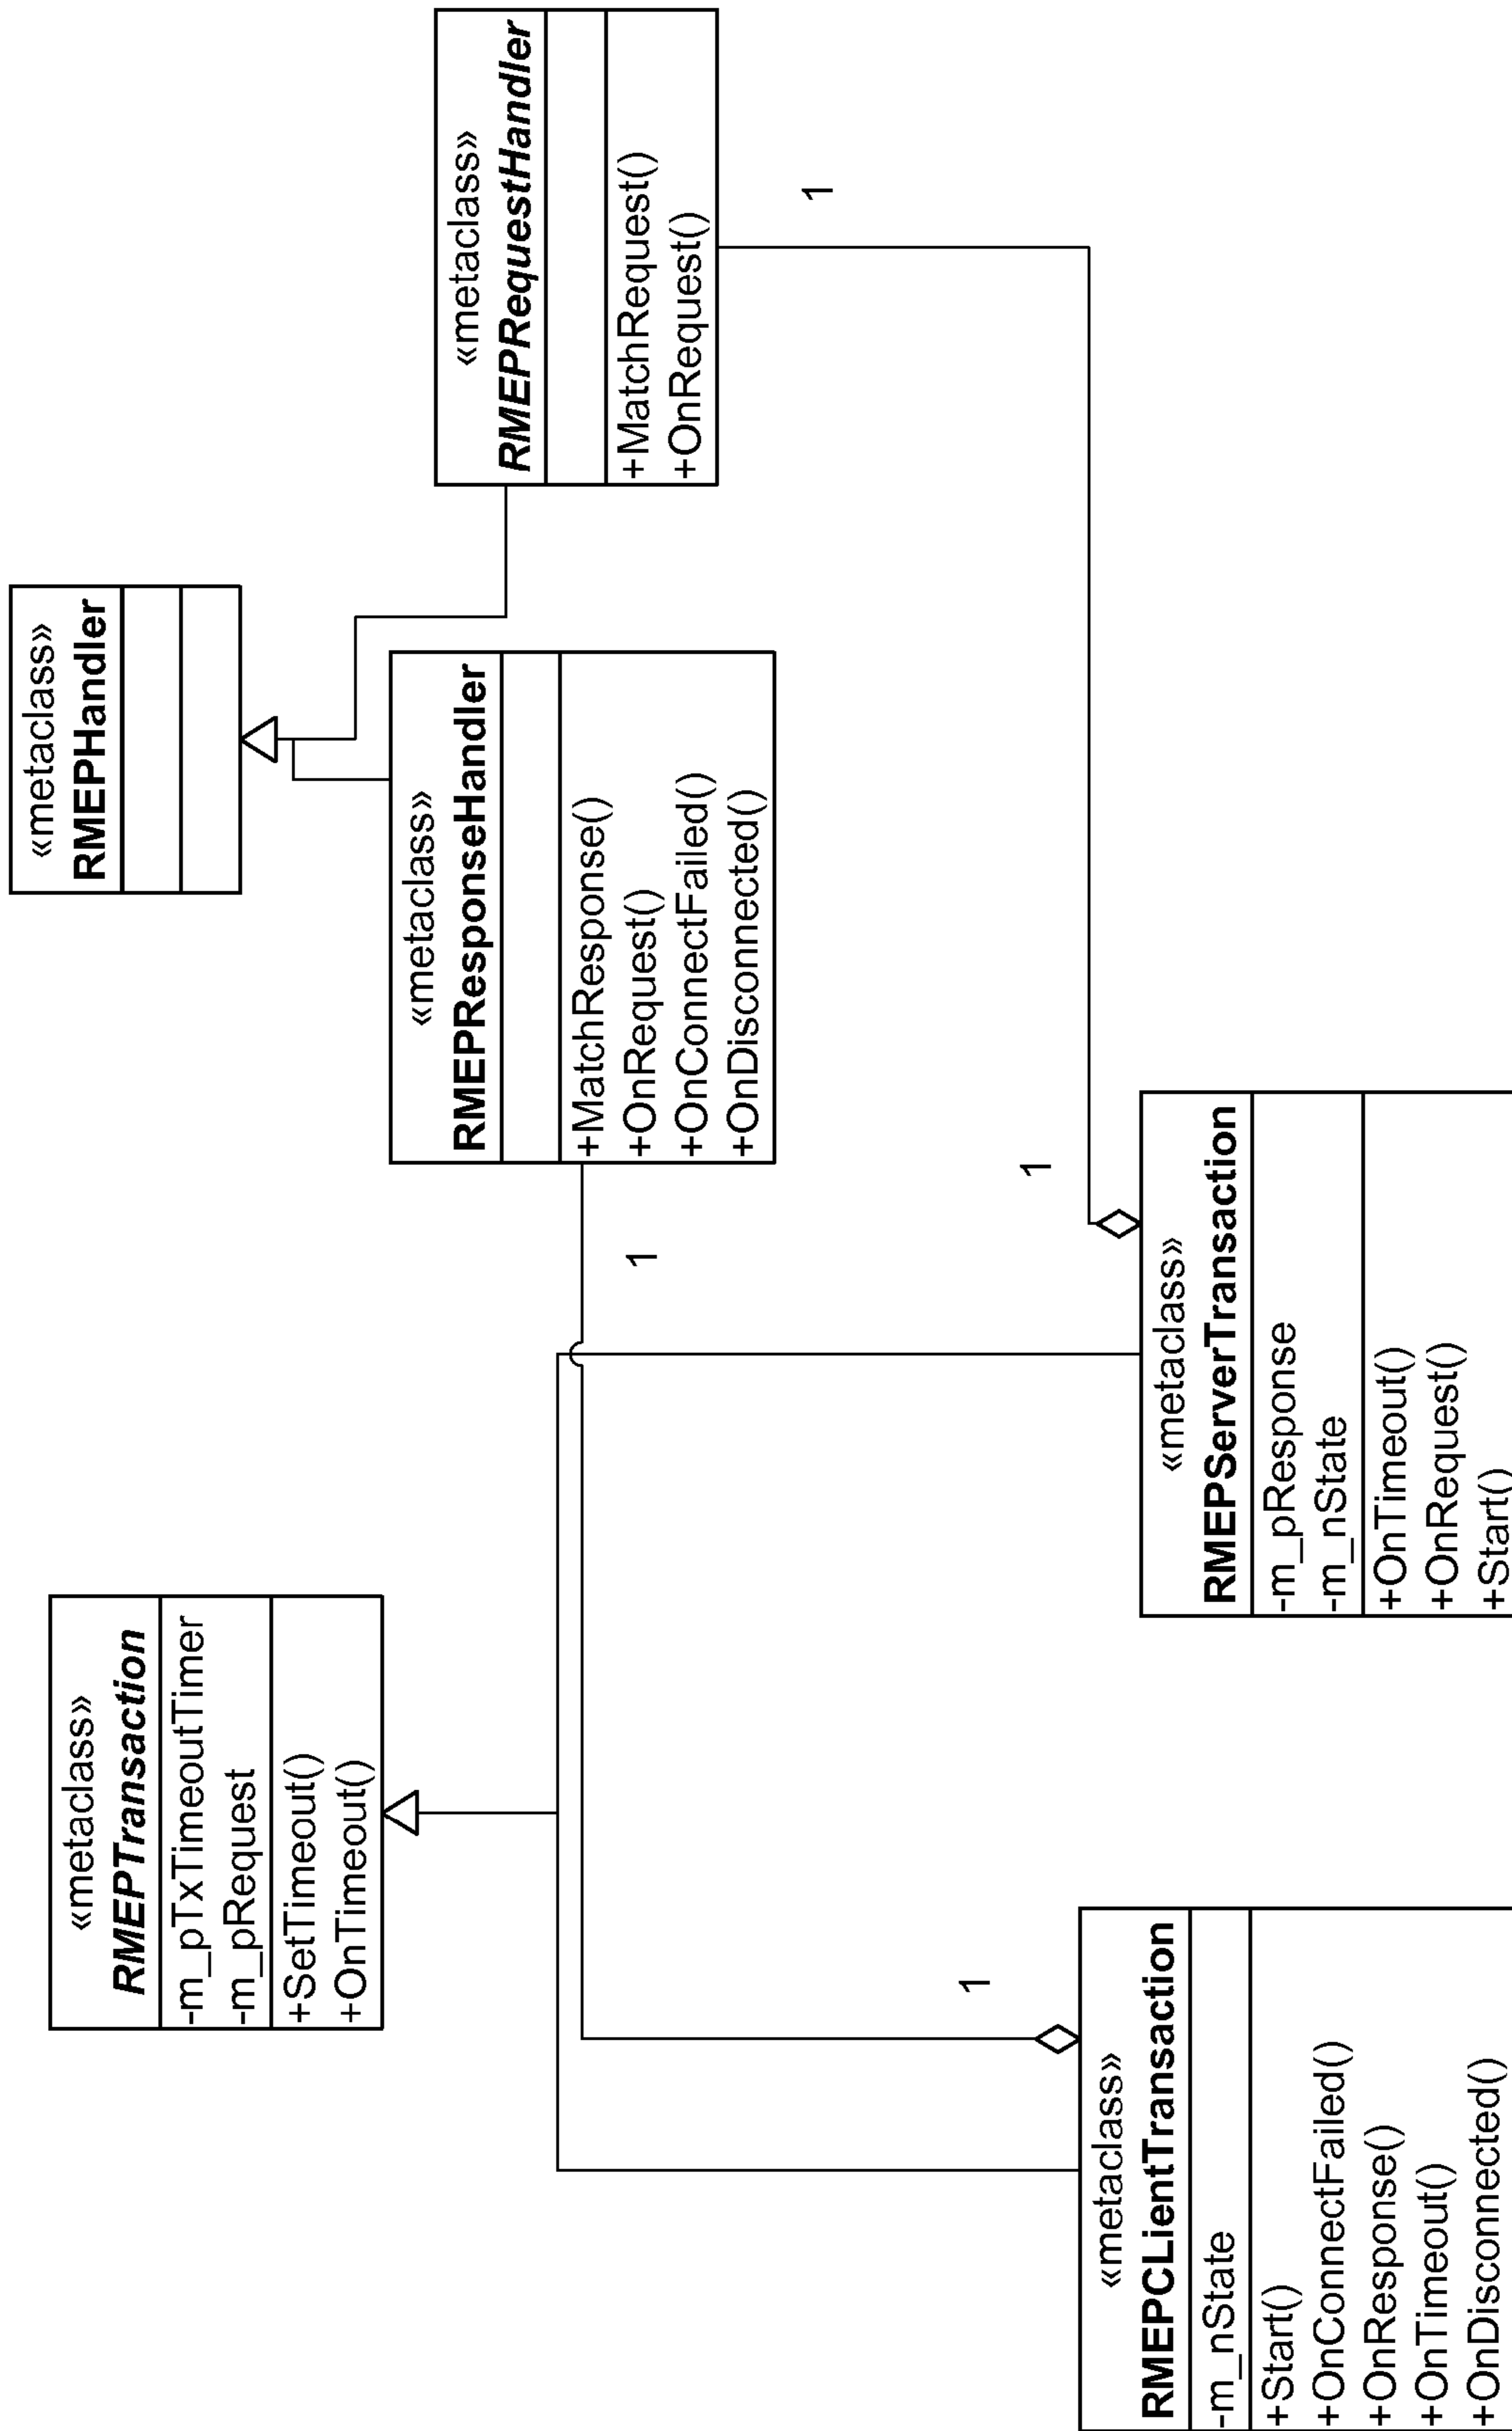 «metaclass»
RMEPTransaction
-m_pTxTimeoutTimer
-m_pRequest
+SetTimeout()
+OnTimeout()
«metaclass»
RMEPHandler
«metaclass»
RMEPResponseHandler
+MatchResponse()
+OnRequest()
+OnConnectFailed()
+OnDisconnected()
«metaclass»
RMEPRequestHandler
+MatchRequest()
+OnRequest()
1
1
1
1
«metaclass»
RMEPCLientTransaction
-m_nState
+Start()
+OnConnectFailed()
+OnResponse()
+OnTimeout()
+OnDisconnected()
«metaclass»
RMEPServerTransaction
-m_pResponse
-m_nState
+OnTimeout()
+OnRequest()
+Start()